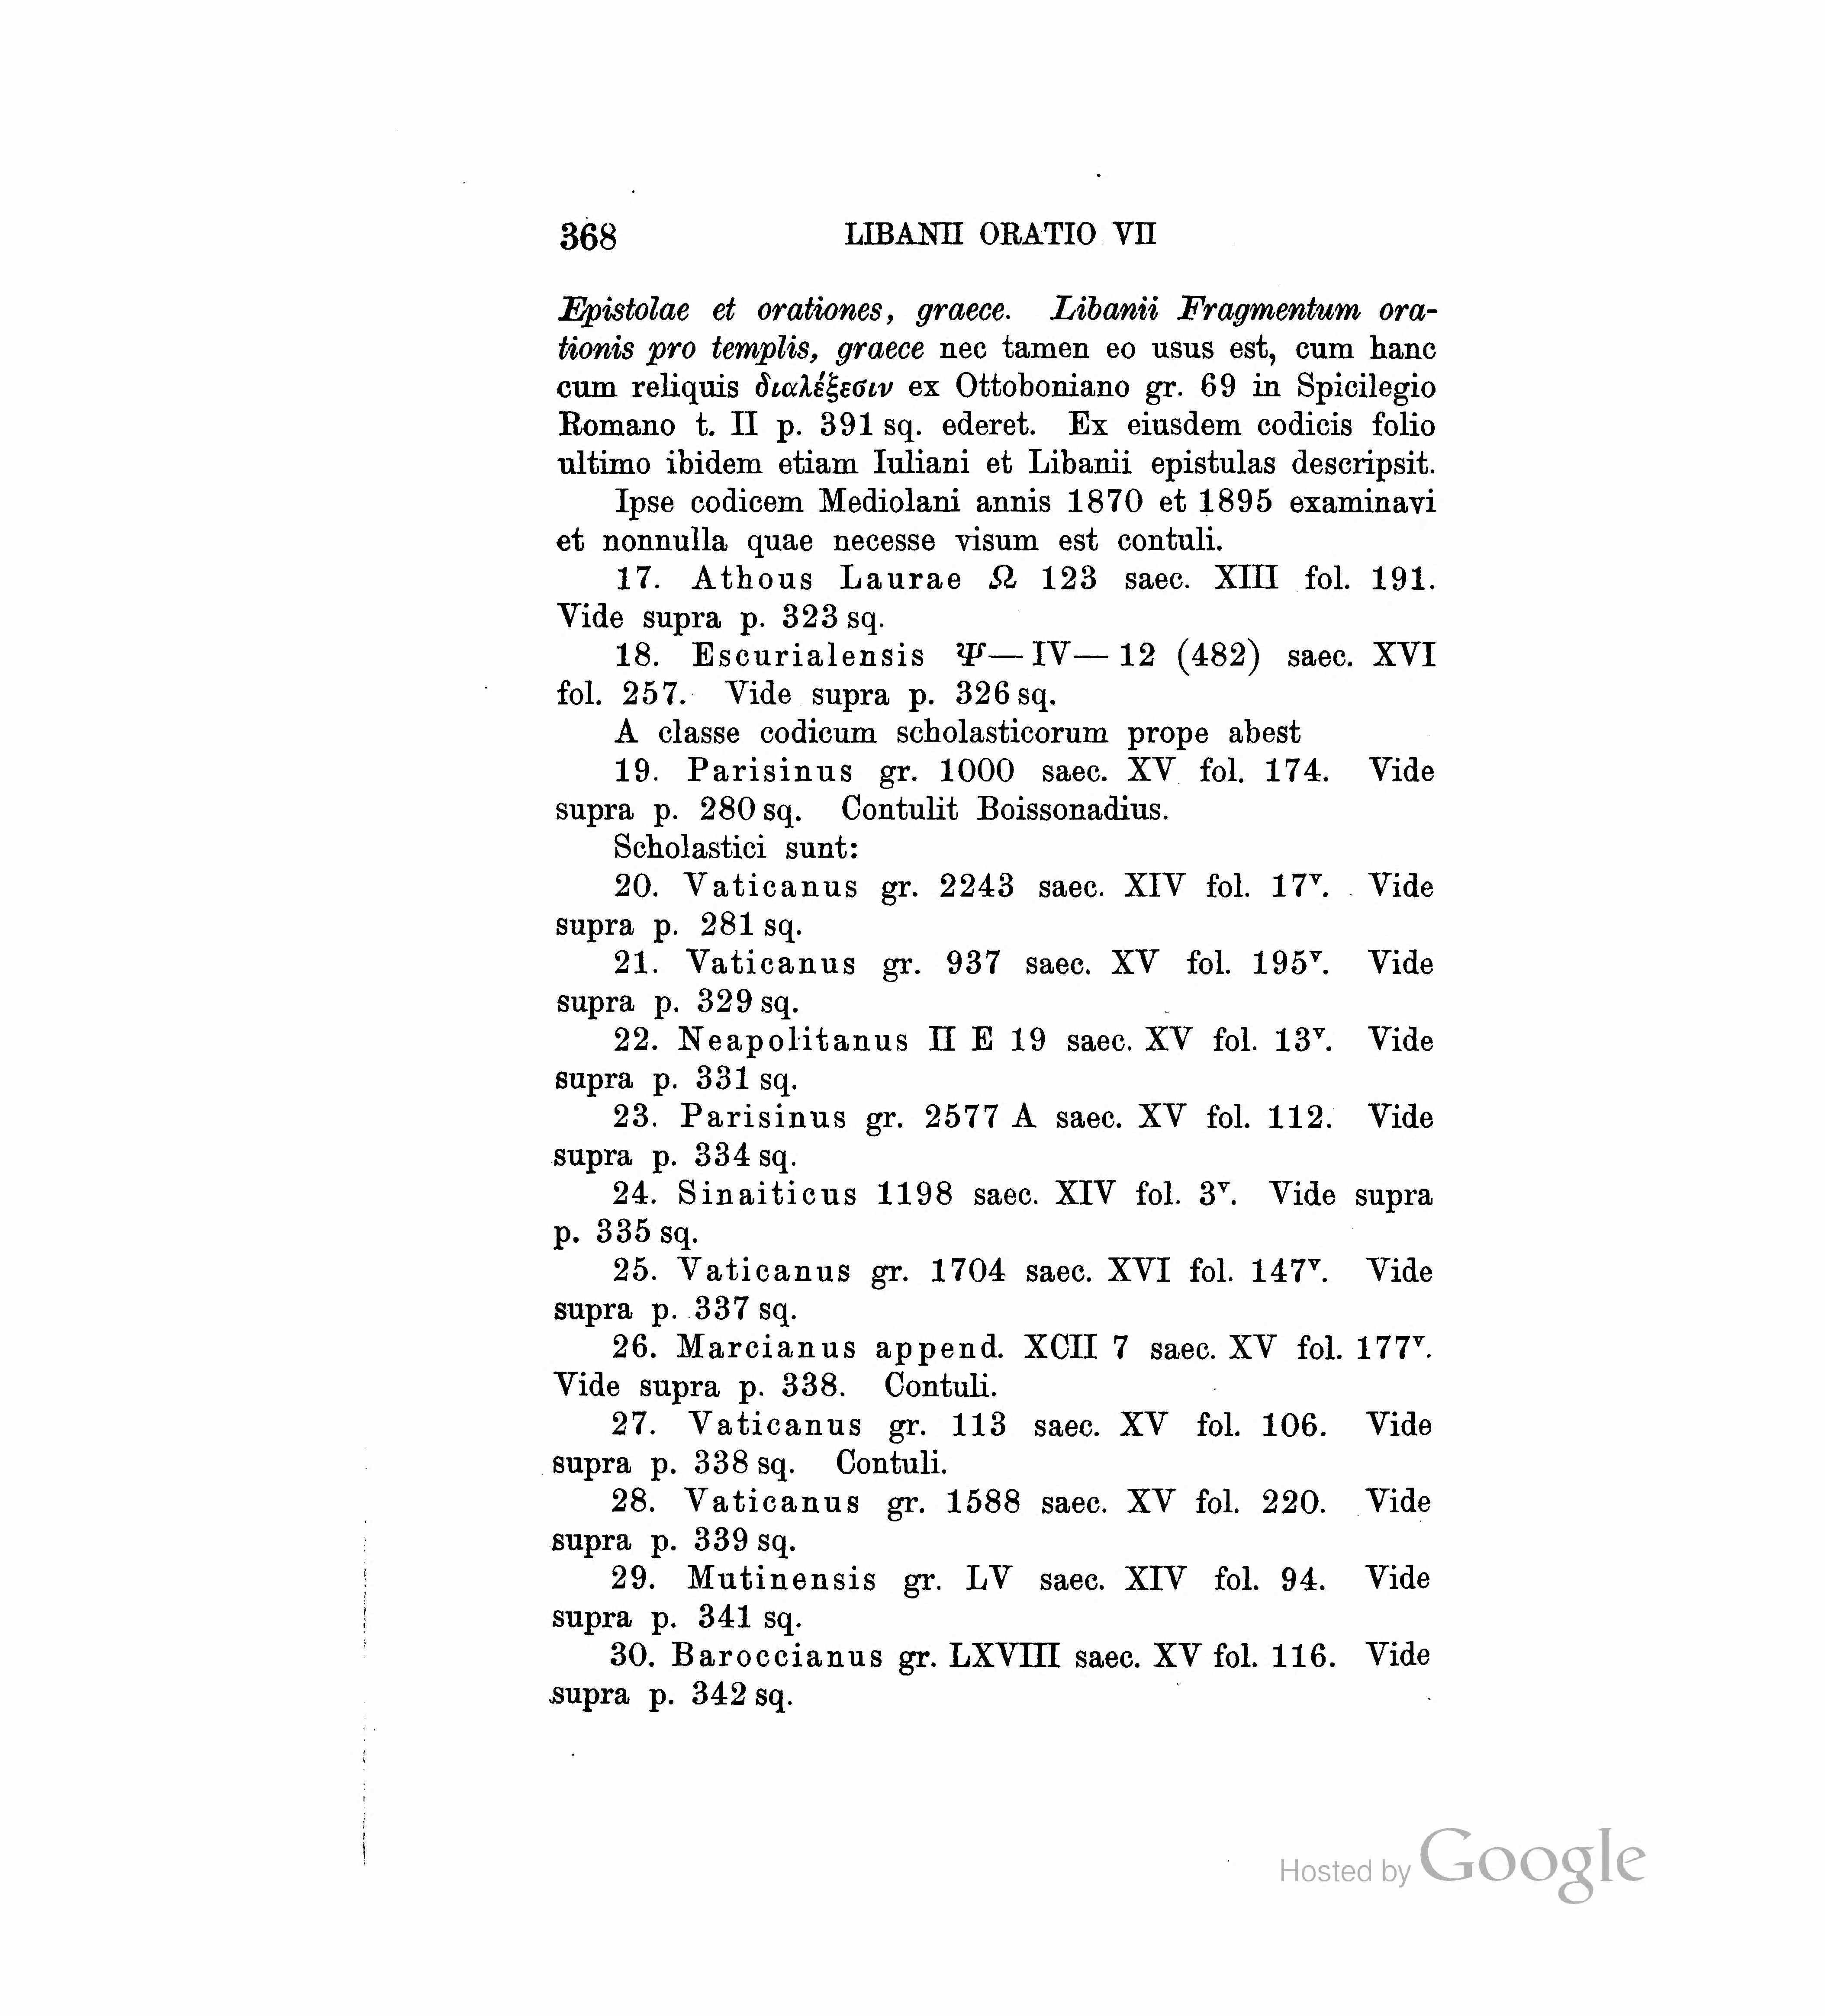 368 LIBANII ORATIO VII
Epistolae et orationes, graece. Libanii Fragmentum ora-
tionis pro templis, graece nec tamen eo usus est, cum hanc
cum reliquis διαλέξεσιν ex Ottoboniano gr. 69 in Spicilegio
Romano t. II p. 391 sq. ederet. Ex eiusdem codicis folio
ultimo ibidem etiam Iuliani et Libanii epistulas descripsit.
Ipse codicem Mediolani annis 1870 et 1895 examinavi
et nonnulla quae necesse visum est contuli.
17. Athous Laurae Ω 123 saec. XIII fol. 191.
Vide supra p. 323 sq.
18. Escurialensis Ψ—IV—12 (482) saec. XVI
fol. 257. Vide supra p. 326 sq.
A classe codicum scholasticorum prope abest
19. Parisinus gr. 1000 saec. XV fol. 174. Vide
supra p. 280 sq. Contulit Boissonadius.
Scholastici sunt:
20. Vaticanus gr. 2243 saec. XIV fol. 17ᵛ. Vide
supra p. 281 sq.
21. Vaticanus gr. 937 saec. XV fol. 195ᵛ. Vide
supra p. 329 sq.
22. Neapolitanus II E 19 saec. XV fol. 13ᵛ. Vide
supra p. 331 sq.
23. Parisinus gr. 2577 A saec. XV fol. 112. Vide
supra p. 334 sq.
24. Sinaiticus 1198 saec. XIV fol. 3ᵛ. Vide supra
p. 335 sq.
25. Vaticanus gr. 1704 saec. XVI fol. 147ᵛ. Vide
supra p. 337 sq.
26. Marcianus append. XCII 7 saec. XV fol. 177ᵛ.
Vide supra p. 338. Contuli.
27. Vaticanus gr. 113 saec. XV fol. 106. Vide
supra p. 338 sq. Contuli.
28. Vaticanus gr. 1588 saec. XV fol. 220. Vide
supra p. 339 sq.
29. Mutinensis gr. LV saec. XIV fol. 94. Vide
supra p. 341 sq.
30. Baroccianus gr. LXVIII saec. XV fol. 116. Vide
supra p. 342 sq.
Hosted by Google